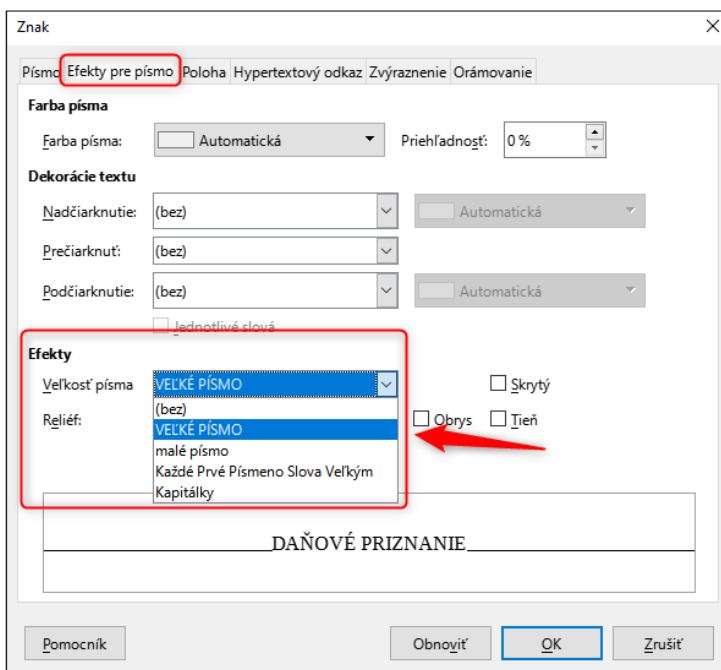 Znak
Písmo Efekty pre písmo Poloha Hypertextový odkaz Zvýraznenie Orámovanie
Farba písma
Farba písma: Automatická Priehľadnosť: 0 %
Dekorácie textu
Nadčiarknutie: (bez) Automatická
Prečiarknuť: (bez)
Podčiarknutie: (bez) Automatická
Jednotlivé slová
Efekty
Veľkosť písma VEĽKÉ PÍSMO Skrytý
Reliéf: (bez) Obrys Tieň
VEĽKÉ PÍSMO
malé písmo
Každé Prvé Písmeno Slova Veľkým
Kapitálky
DAŇOVÉ PRIZNANIE
Pomocník Obnoviť OK Zrušiť